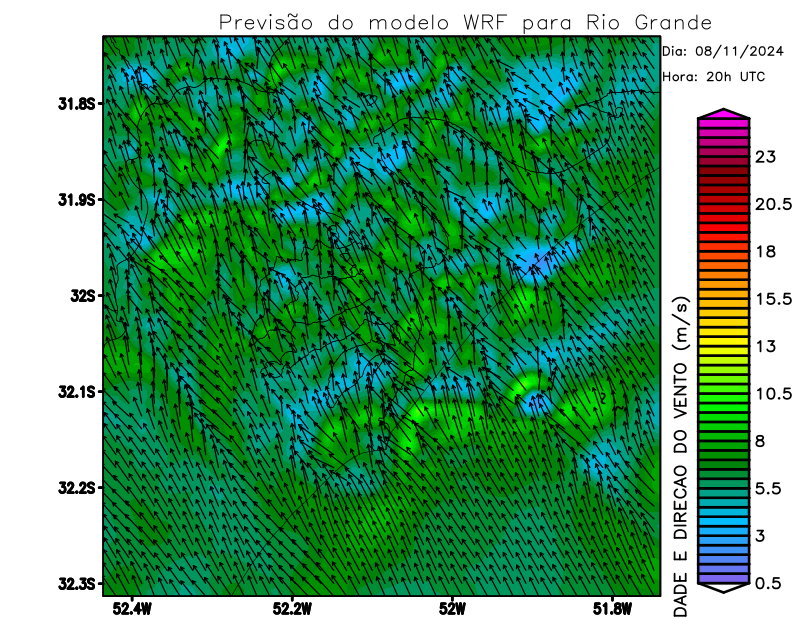 Previsão do modelo WRF para Rio Grande
Dia: 08/11/2024
Hora: 20h UTC
31.8S
31.9S
32S
32.1S
32.2S
32.3S
52.4W
52.2W
52W
51.8W
23
20.5
18
15.5
13
10.5
8
5.5
3
0.5
DADE E DIRECAO DO VENTO (m/s)